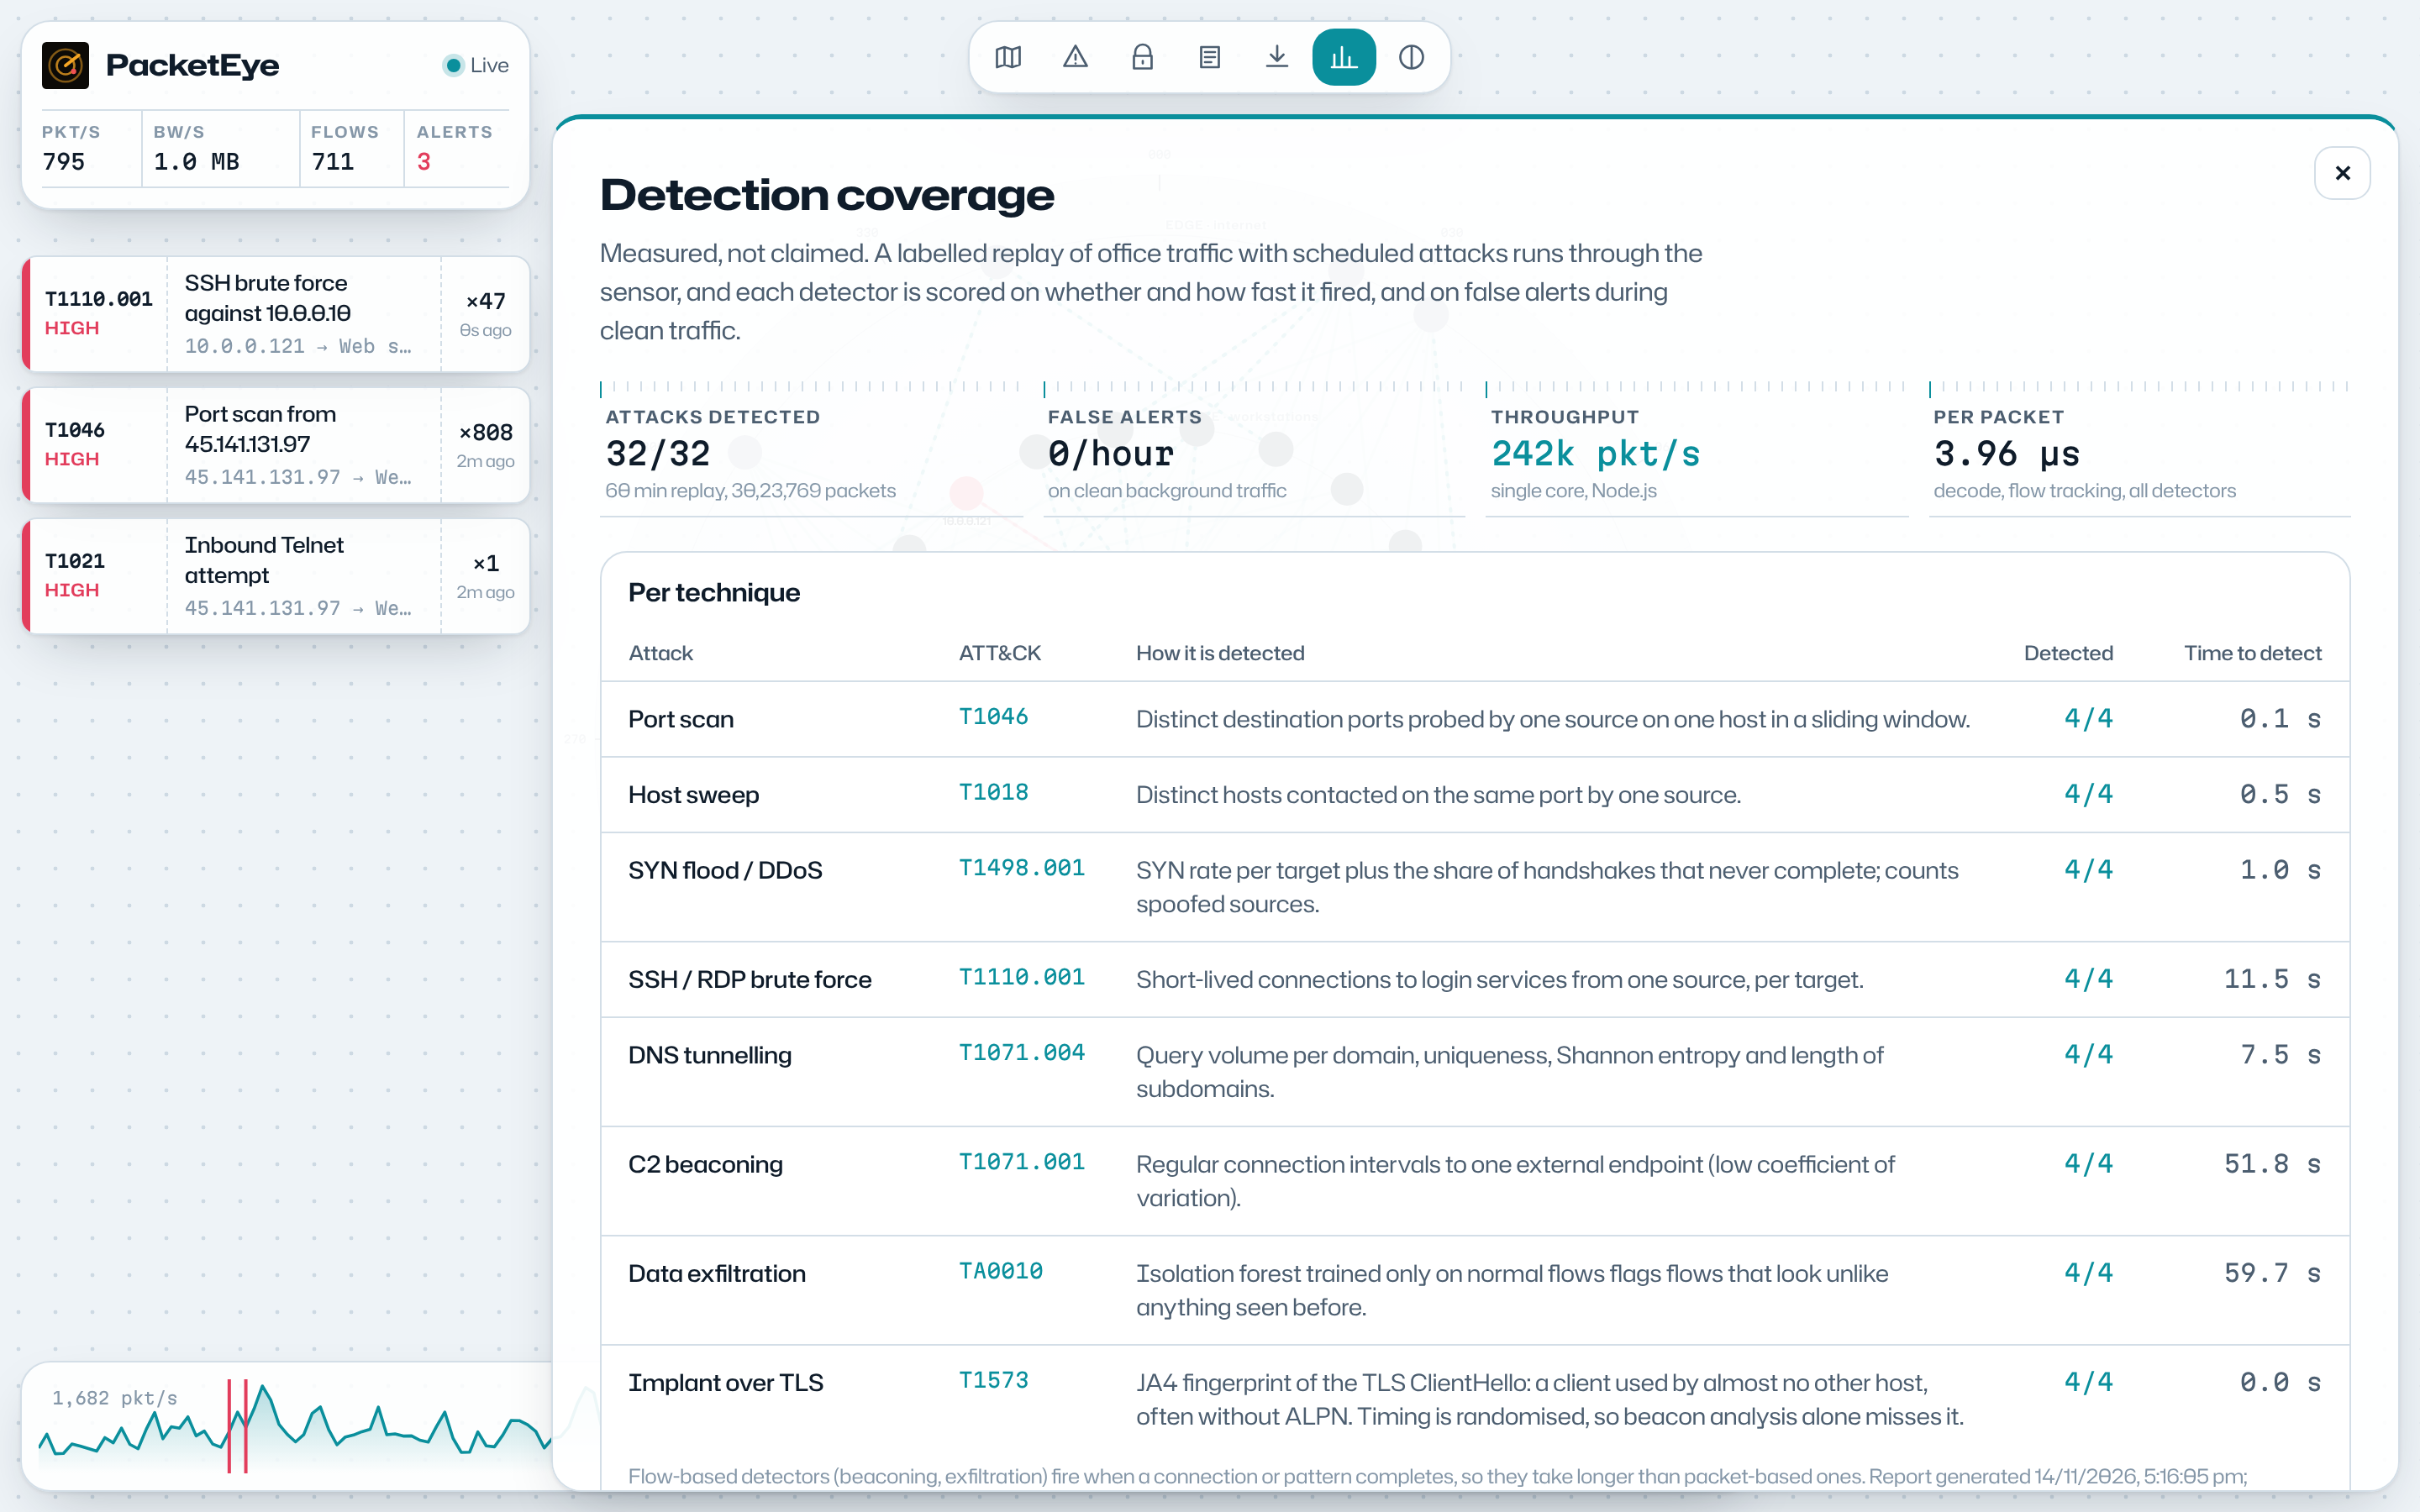 PacketEye
Live
PKT/S
BW/S
FLOWS
ALERTS
795
1.0 MB
711
3
T1110.001
HIGH
SSH brute force
against 10.0.0.10
10.0.0.121 → Web s…
×47
0s ago
T1046
HIGH
Port scan from
45.141.131.97
45.141.131.97 → We…
×808
2m ago
T1021
HIGH
Inbound Telnet
attempt
45.141.131.97 → We…
×1
2m ago
1,682 pkt/s
Detection coverage
Measured, not claimed. A labelled replay of office traffic with scheduled attacks runs through the
sensor, and each detector is scored on whether and how fast it fired, and on false alerts during
clean traffic.
ATTACKS DETECTED
32/32
60 min replay, 30,23,769 packets
FALSE ALERTS
0/hour
on clean background traffic
THROUGHPUT
242k pkt/s
single core, Node.js
PER PACKET
3.96 µs
decode, flow tracking, all detectors
EDGE Internet
workstations
10.0.0.121
270
Per technique
Attack ATT&CK How it is detected Detected Time to detect
Port scan T1046 Distinct destination ports probed by one source on one host in a sliding window. 4/4 0.1 s
Host sweep T1018 Distinct hosts contacted on the same port by one source. 4/4 0.5 s
SYN flood / DDoS T1498.001 SYN rate per target plus the share of handshakes that never complete; counts 4/4 1.0 s
spoofed sources.
SSH / RDP brute force T1110.001 Short-lived connections to login services from one source, per target. 4/4 11.5 s
DNS tunnelling T1071.004 Query volume per domain, uniqueness, Shannon entropy and length of 4/4 7.5 s
subdomains.
C2 beaconing T1071.001 Regular connection intervals to one external endpoint (low coefficient of 4/4 51.8 s
variation).
Data exfiltration TA0010 Isolation forest trained only on normal flows flags flows that look unlike 4/4 59.7 s
anything seen before.
Implant over TLS T1573 JA4 fingerprint of the TLS ClientHello: a client used by almost no other host, 4/4 0.0 s
often without ALPN. Timing is randomised, so beacon analysis alone misses it.
Flow-based detectors (beaconing, exfiltration) fire when a connection or pattern completes, so they take longer than packet-based ones. Report generated 14/11/2026, 5:16:05 pm;